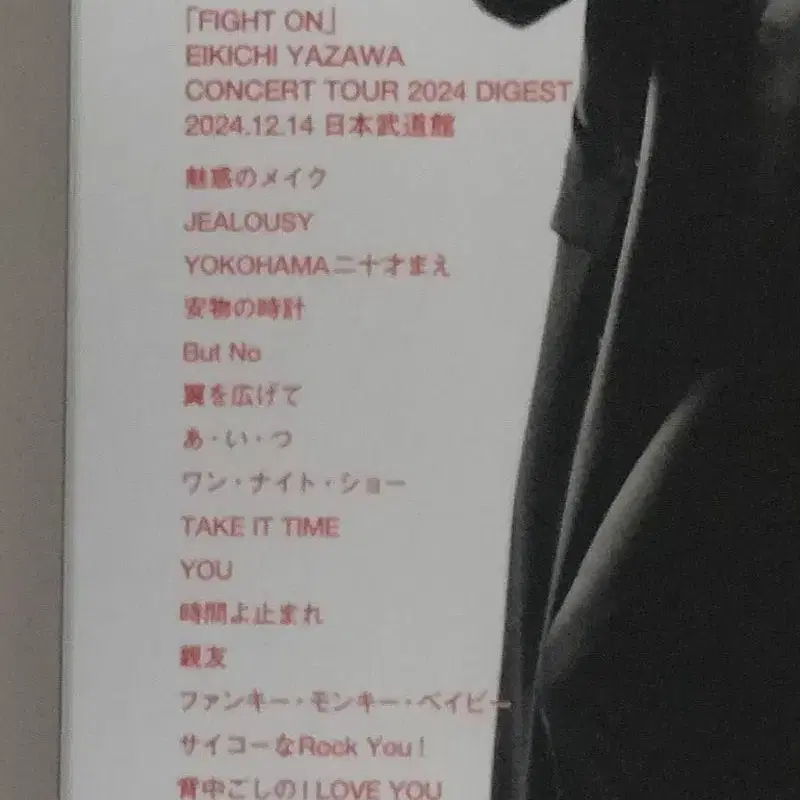 「FIGHT ON」
EIKICHI YAZAWA
CONCERT TOUR 2024 DIGEST
2024.12.14 日本武道館
魅惑のメイク
JEALOUSY
YOKOHAMA二十才まえ
安物の時計
But No
翼を広げて
あ・い・つ
ワン・ナイト・ショー
TAKE IT TIME
YOU
時間よ止まれ
親友
ファンキー・モンキー・ベイビー
サイコーなRock You!
背中ごしのI LOVE YOU